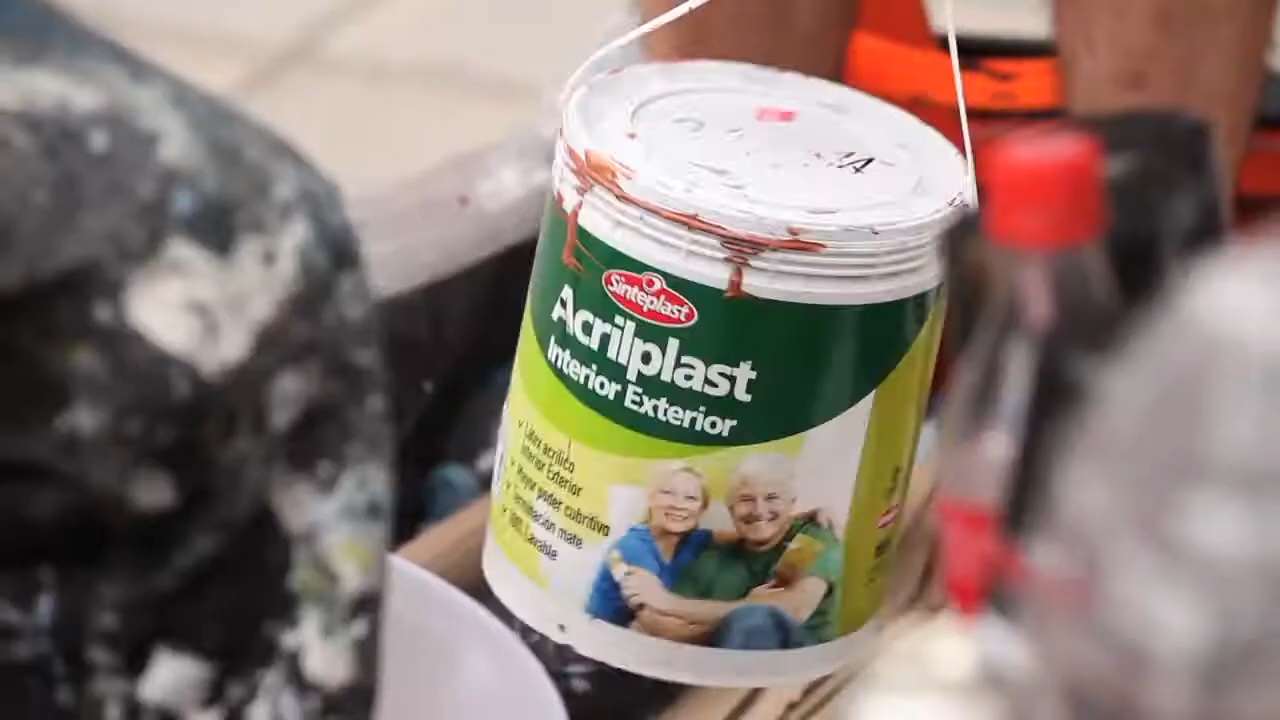 Sinteplast
Acrilplast
Interior Exterior
✓ Látex acrílico
Interior Exterior
✓ Mayor poder cubritivo
✓ Terminación mate
✓ 100% Lavable